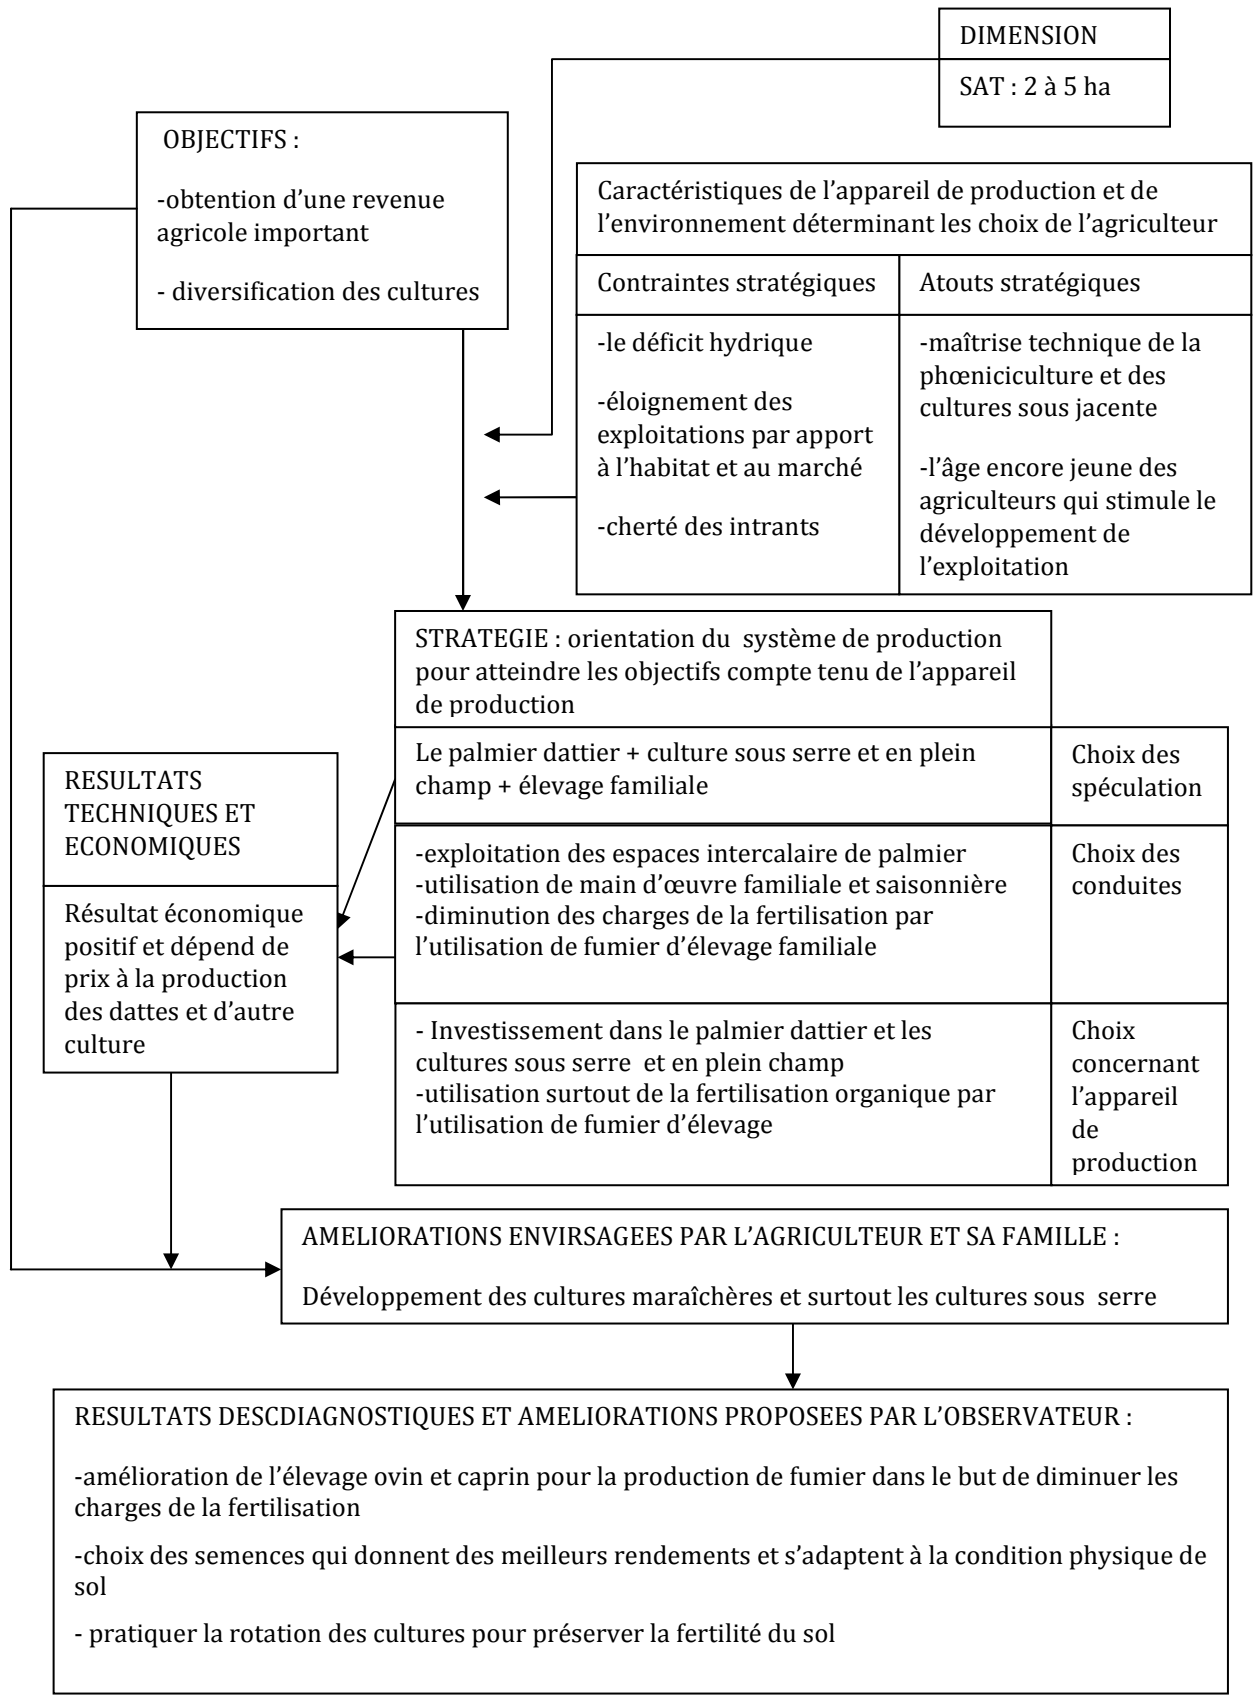 DIMENSION
SAT : 2 à 5 ha
OBJECTIFS :
-obtention d’une revenue
agricole important
- diversification des cultures
Caractéristiques de l’appareil de production et de
l’environnement déterminant les choix de l’agriculteur
Contraintes stratégiques
Atouts stratégiques
-le déficit hydrique
-éloignement des
exploitations par apport
à l’habitat et au marché
-cherté des intrants
-maîtrise technique de la
phœniciculture et des
cultures sous jacente
-l’âge encore jeune des
agriculteurs qui stimule le
développement de
l’exploitation
STRATEGIE : orientation du  système de production
pour atteindre les objectifs compte tenu de l’appareil
de production
Le palmier dattier + culture sous serre et en plein
champ + élevage familiale
Choix des
spéculation
-exploitation des espaces intercalaire de palmier
-utilisation de main d’œuvre familiale et saisonnière
-diminution des charges de la fertilisation par
l’utilisation de fumier d’élevage familiale
Choix des
conduites
- Investissement dans le palmier dattier et les
cultures sous serre  et en plein champ
-utilisation surtout de la fertilisation organique par
l’utilisation de fumier d’élevage
Choix
concernant
l’appareil
de
production
RESULTATS
TECHNIQUES ET
ECONOMIQUES
Résultat économique
positif et dépend de
prix à la production
des dattes et d’autre
culture
AMELIORATIONS ENVIRSAGEES PAR L’AGRICULTEUR ET SA FAMILLE :
Développement des cultures maraîchères et surtout les cultures sous  serre
RESULTATS DESCDIAGNOSTIQUES ET AMELIORATIONS PROPOSEES PAR L’OBSERVATEUR :
-amélioration de l’élevage ovin et caprin pour la production de fumier dans le but de diminuer les
charges de la fertilisation
-choix des semences qui donnent des meilleurs rendements et s’adaptent à la condition physique de
sol
- pratiquer la rotation des cultures pour préserver la fertilité du sol